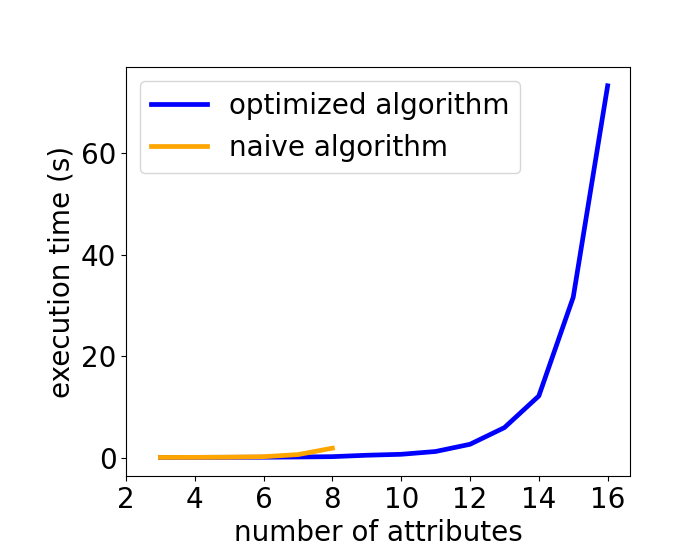 optimized algorithm
naive algorithm
execution time (s)
60
40
20
0
2 4 6 8 10 12 14 16
number of attributes